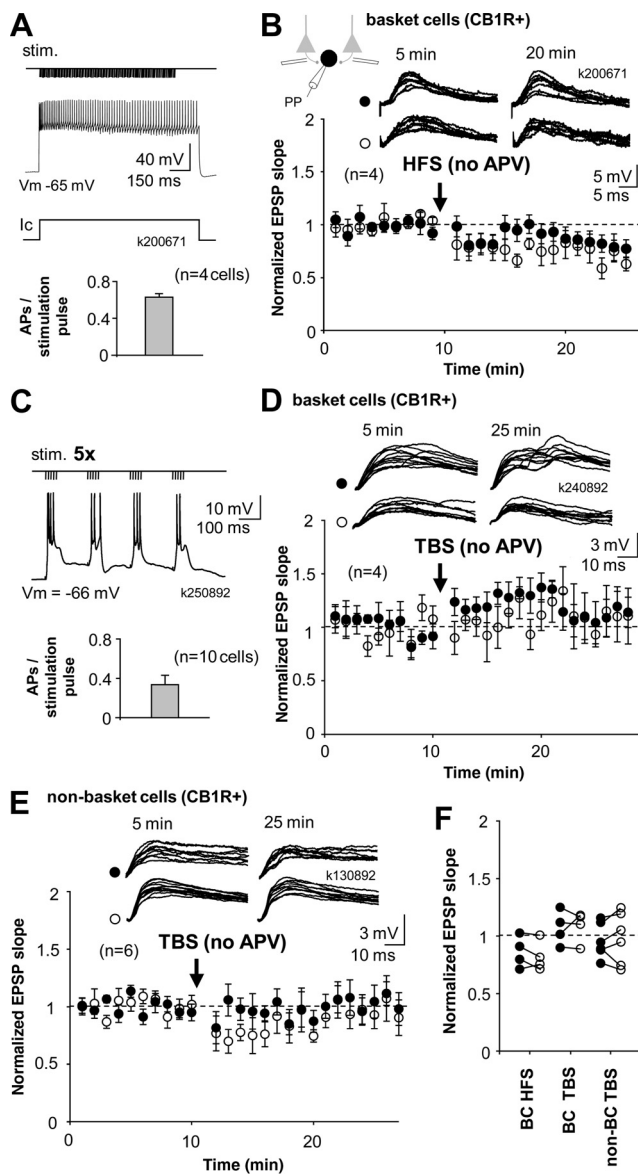 A
stim.
40 mV
150 ms
Vm -65 mV
Ic
k200671
(n=4 cells)
APs /
stimulation
pulse
0.8
0.4
0
B
basket cells (CB1R+)
5 min
20 min
PP
k200671
HFS (no APV)
(n=4)
5 mV
5 ms
Normalized EPSP slope
2
1.5
1
0.5
0
0
10
20
Time (min)
C
stim. 5x
10 mV
100 ms
Vm = -66 mV
k250892
(n=10 cells)
APs /
stimulation
pulse
0.8
0.4
0
D
basket cells (CB1R+)
5 min
25 min
k240892
TBS (no APV)
(n=4)
3 mV
10 ms
Normalized EPSP slope
2
1.5
1
0.5
0
0
10
20
Time (min)
E
non-basket cells (CB1R+)
5 min
25 min
k130892
TBS (no APV)
(n=6)
3 mV
10 ms
Normalized EPSP slope
2
1.5
1
0.5
0
0
10
20
Time (min)
F
Normalized EPSP slope
2
1.5
1
0.5
0
BC HFS
BC TBS
non-BC TBS